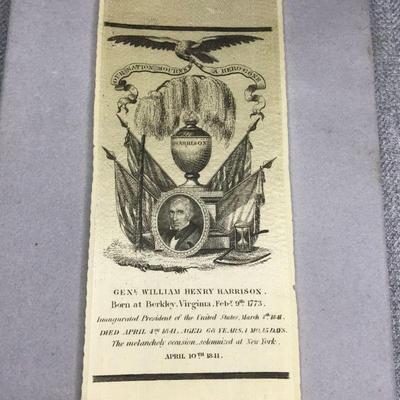 OUR NATION MOURNS A HERO GONE
HARRISON
GENL. WILLIAM HENRY HARRISON.
Born at Berkley, Virginia, Feby. 9th 1773.
Inaugurated President of the United States, March 4th 1841.
DIED APRIL 4TH 1841, AGED 68 YEARS, 1 MO. 15 DAYS.
The melancholy occasion, solemnized at New York,
APRIL 10TH 1841.